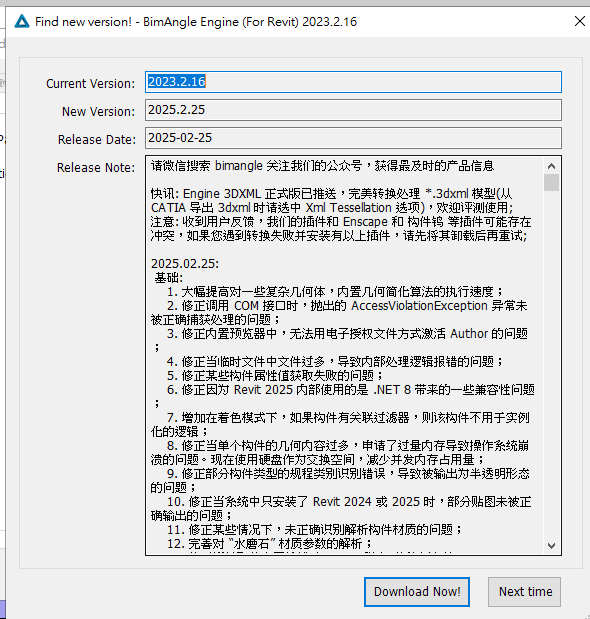 Find new version! - BimAngle Engine (For Revit) 2023.2.16
Current Version: 2023.2.16
New Version: 2025.2.25
Release Date: 2025-02-25
Release Note: 请微信搜索 bimangle 关注我们的公众号，获得最及时的产品信息
快讯: Engine 3DXML 正式版已推送，完美转换处理 *.3dxml 模型(从
CATIA 导出 3dxml 时请选中 Xml Tessellation 选项)，欢迎评测使用;
注意: 收到用户反馈，我们的插件和 Enscape 和 构件坞 等插件可能存在
冲突，如果您遇到转换失败并安装有以上插件，请先将其卸载后再重试;
2025.02.25:
基础:
1. 大幅提高对一些复杂几何体，内置几何简化算法的执行速度；
2. 修正调用 COM 接口时，抛出的 AccessViolationException 异常未
被正确捕获处理的问题；
3. 修正内置预览器中，无法用电子授权文件方式激活 Author 的问题
；
4. 修正当临时文件中文件过多，导致内部处理逻辑报错的问题；
5. 修正某些构件属性值获取失败的问题；
6. 修正因为 Revit 2025 内部使用的是 .NET 8 带来的一些兼容性问题
；
7. 增加在着色模式下，如果构件有关联过滤器，则该构件不用于实例
化的逻辑；
8. 修正当单个构件的几何内容过多，申请了过量内存导致操作系统崩
溃的问题。现在使用硬盘作为交换空间，减少并发内存占用量；
9. 修正部分构件类型的规程类别识别错误，导致被输出为半透明形态
的问题；
10. 修正当系统中只安装了 Revit 2024 或 2025 时，部分贴图未被正
确输出的问题；
11. 修正某些情况下，未正确识别解析构件材质的问题；
12. 完善对 “水磨石” 材质参数的解析；
Download Now!
Next time